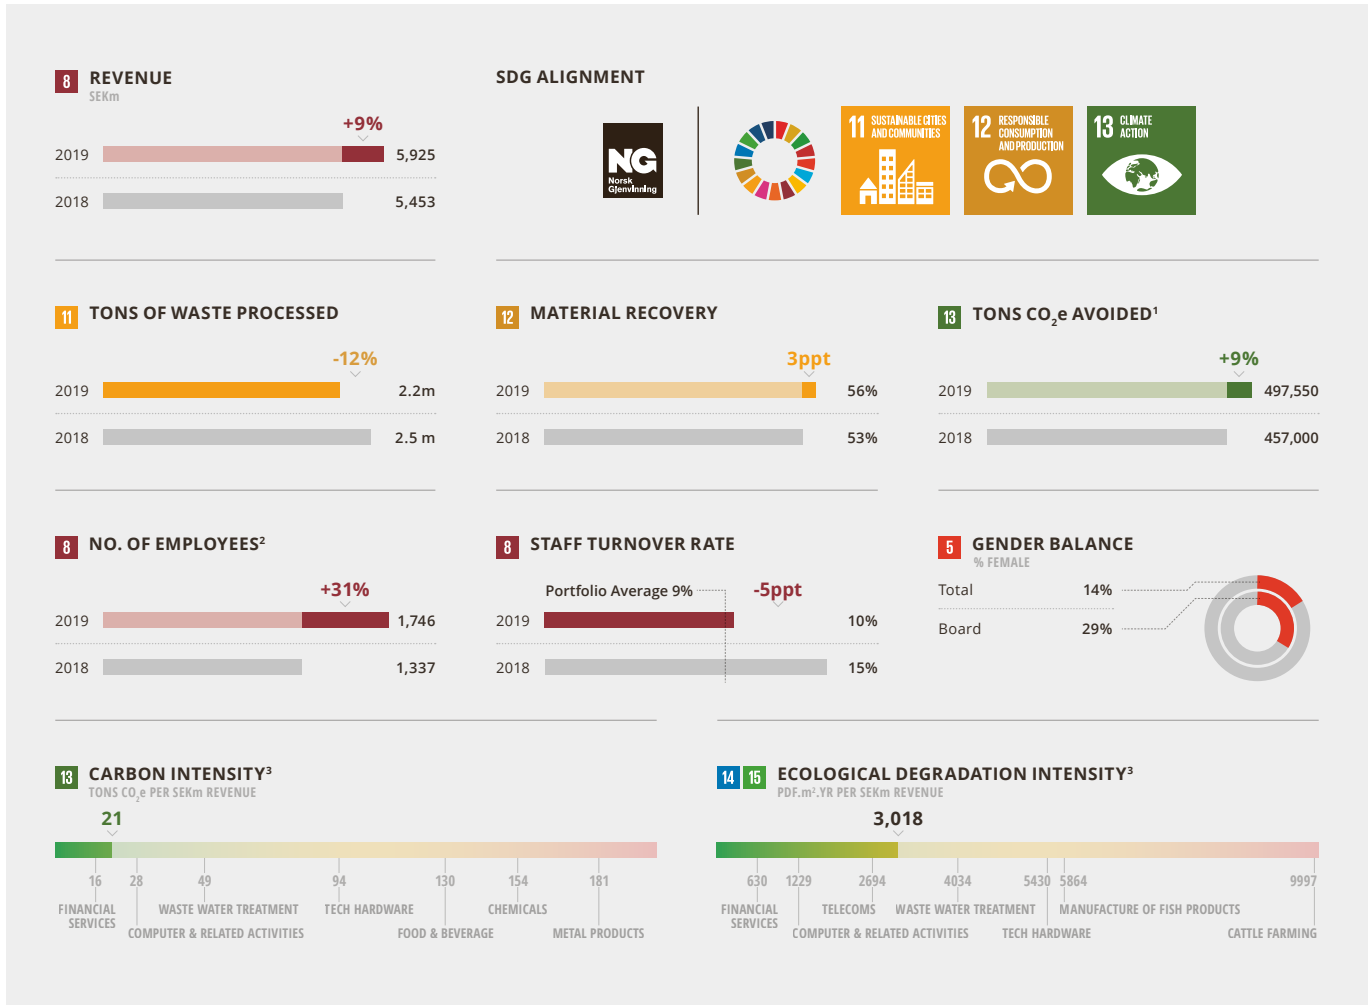 8 REVENUE
SEKm
+9%
2019 5,925
2018 5,453
SDG ALIGNMENT
NG
Norsk
Gjenvinning
11 SUSTAINABLE CITIES
AND COMMUNITIES
12 RESPONSIBLE
CONSUMPTION
AND PRODUCTION
13 CLIMATE
ACTION
11 TONS OF WASTE PROCESSED
-12%
2019 2.2m
2018 2.5 m
12 MATERIAL RECOVERY
3ppt
2019 56%
2018 53%
13 TONS CO₂e AVOIDED¹
+9%
2019 497,550
2018 457,000
8 NO. OF EMPLOYEES²
+31%
2019 1,746
2018 1,337
8 STAFF TURNOVER RATE
Portfolio Average 9% -5ppt
2019 10%
2018 15%
5 GENDER BALANCE
% FEMALE
Total 14%
Board 29%
13 CARBON INTENSITY³
TONS CO₂e PER SEKm REVENUE
21
16 28 49 94 130 154 181
FINANCIAL
SERVICES
WASTE WATER TREATMENT TECH HARDWARE CHEMICALS
COMPUTER & RELATED ACTIVITIES FOOD & BEVERAGE METAL PRODUCTS
14 15 ECOLOGICAL DEGRADATION INTENSITY³
PDF.m².YR PER SEKm REVENUE
3,018
630 1229 2694 4034 5430 5864 9997
FINANCIAL
SERVICES
TELECOMS WASTE WATER TREATMENT MANUFACTURE OF FISH PRODUCTS
COMPUTER & RELATED ACTIVITIES TECH HARDWARE CATTLE FARMING